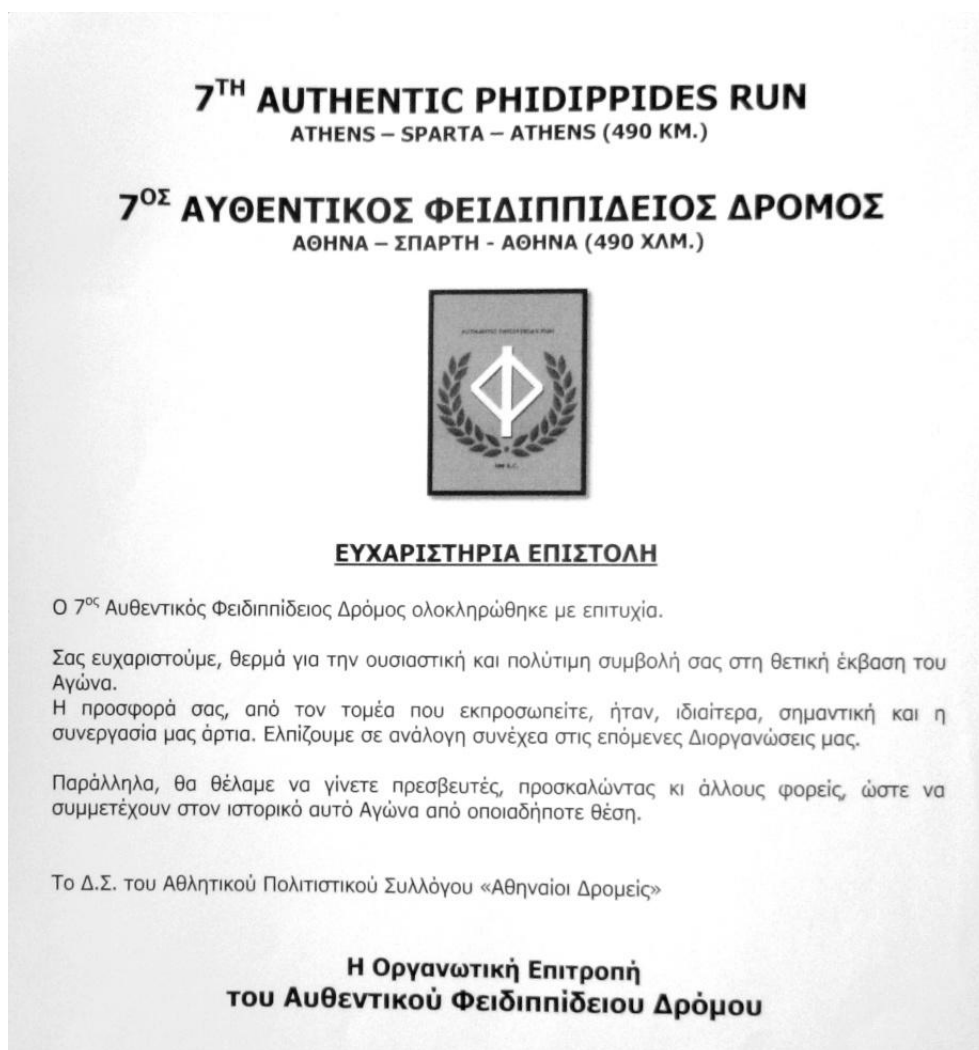 7TH AUTHENTIC PHIDIPPIDES RUN
ATHENS – SPARTA – ATHENS (490 KM.)
7ΟΣ ΑΥΘΕΝΤΙΚΟΣ ΦΕΙΔΙΠΠΙΔΕΙΟΣ ΔΡΟΜΟΣ
ΑΘΗΝΑ – ΣΠΑΡΤΗ - ΑΘΗΝΑ (490 ΧΛΜ.)
AUTHENTIC PHIDIPPIDES RUN
Φ
ΕΥΧΑΡΙΣΤΗΡΙΑ ΕΠΙΣΤΟΛΗ
Ο 7ος Αυθεντικός Φειδιππίδειος Δρόμος ολοκληρώθηκε με επιτυχία.
Σας ευχαριστούμε, θερμά για την ουσιαστική και πολύτιμη συμβολή σας στη θετική έκβαση του
Αγώνα.
Η προσφορά σας, από τον τομέα που εκπροσωπείτε, ήταν, ιδιαίτερα, σημαντική και η
συνεργασία μας άρτια. Ελπίζουμε σε ανάλογη συνέχεα στις επόμενες Διοργανώσεις μας.
Παράλληλα, θα θέλαμε να γίνετε πρεσβευτές, προσκαλώντας κι άλλους φορείς, ώστε να
συμμετέχουν στον ιστορικό αυτό Αγώνα από οποιαδήποτε θέση.
Το Δ.Σ. του Αθλητικού Πολιτιστικού Συλλόγου «Αθηναίοι Δρομείς»
Η Οργανωτική Επιτροπή
του Αυθεντικού Φειδιππίδειου Δρόμου